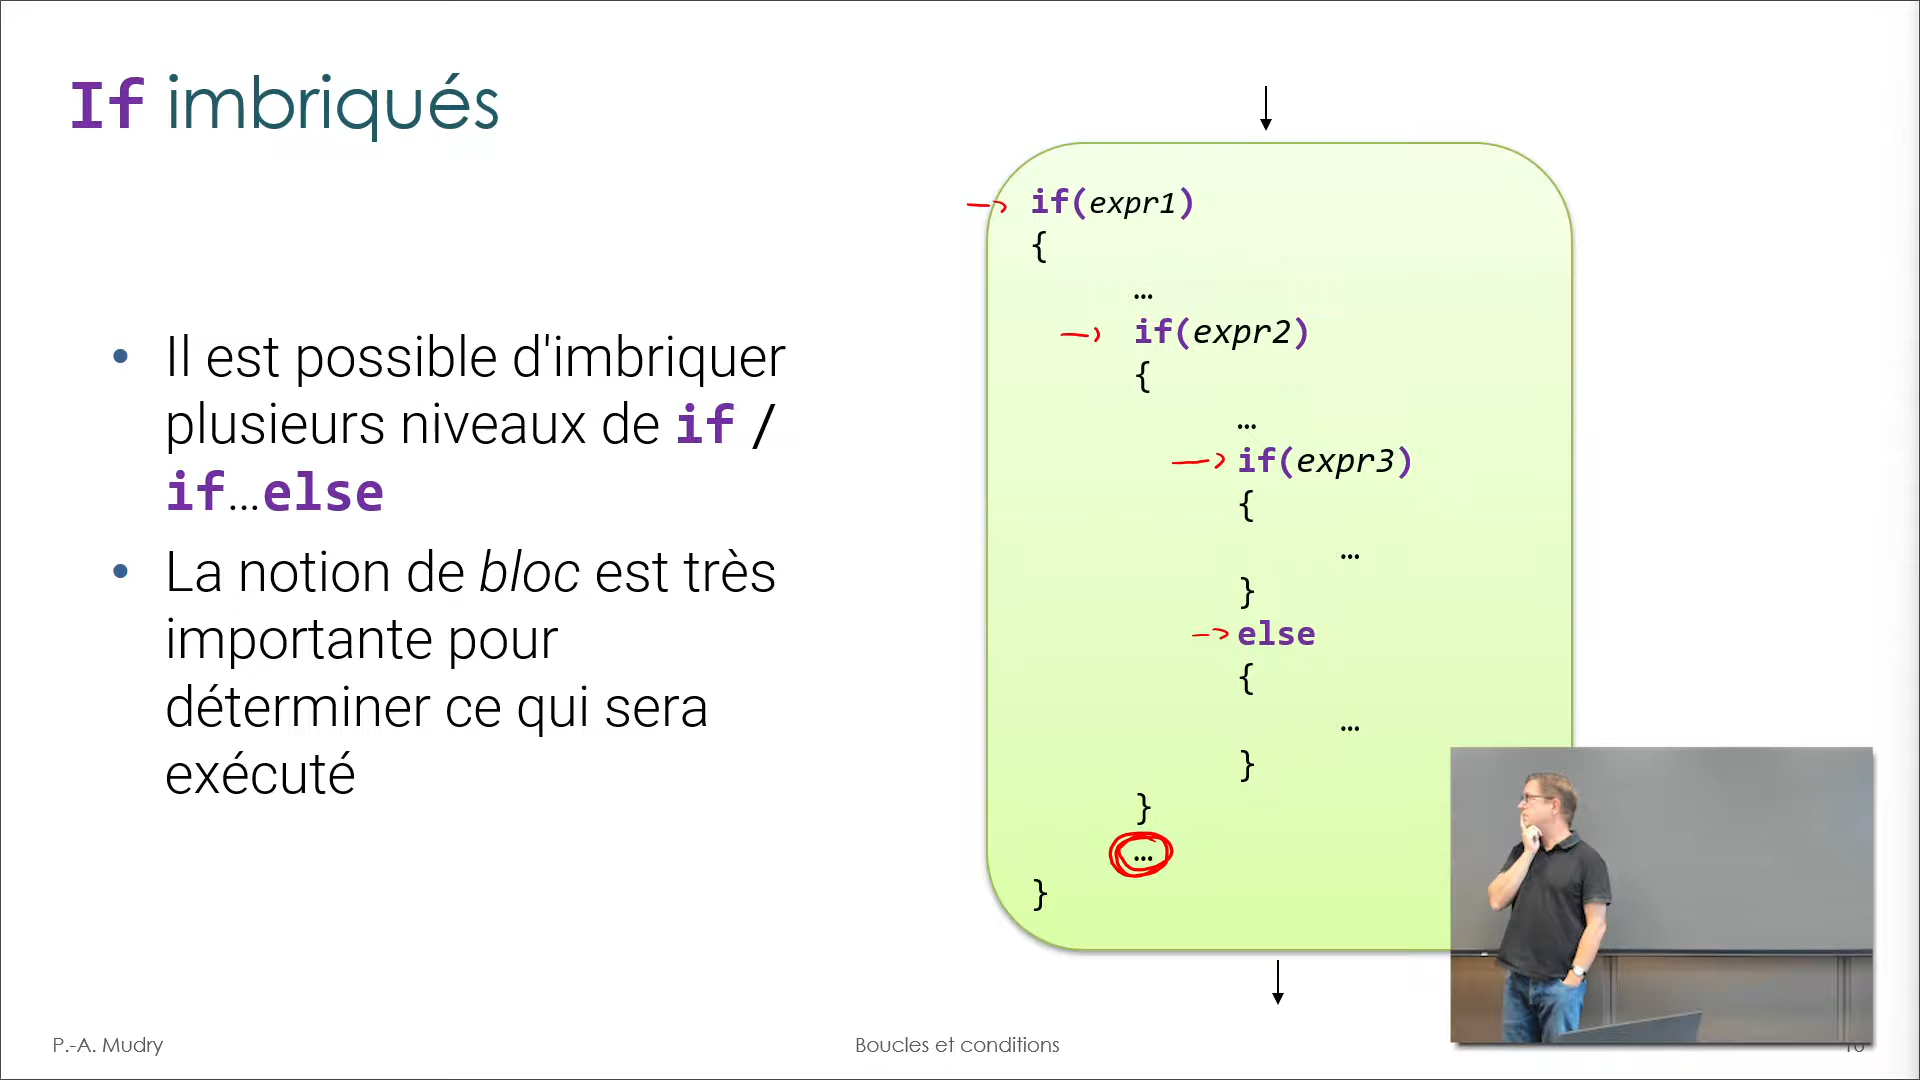 If imbriqués
• Il est possible d'imbriquer
plusieurs niveaux de if /
if…else
• La notion de bloc est très
importante pour
déterminer ce qui sera
exécuté
if(expr1)
{
…
if(expr2)
{
…
if(expr3)
{
…
}
else
{
…
}
}
…
}
P.-A. Mudry
Boucles et conditions